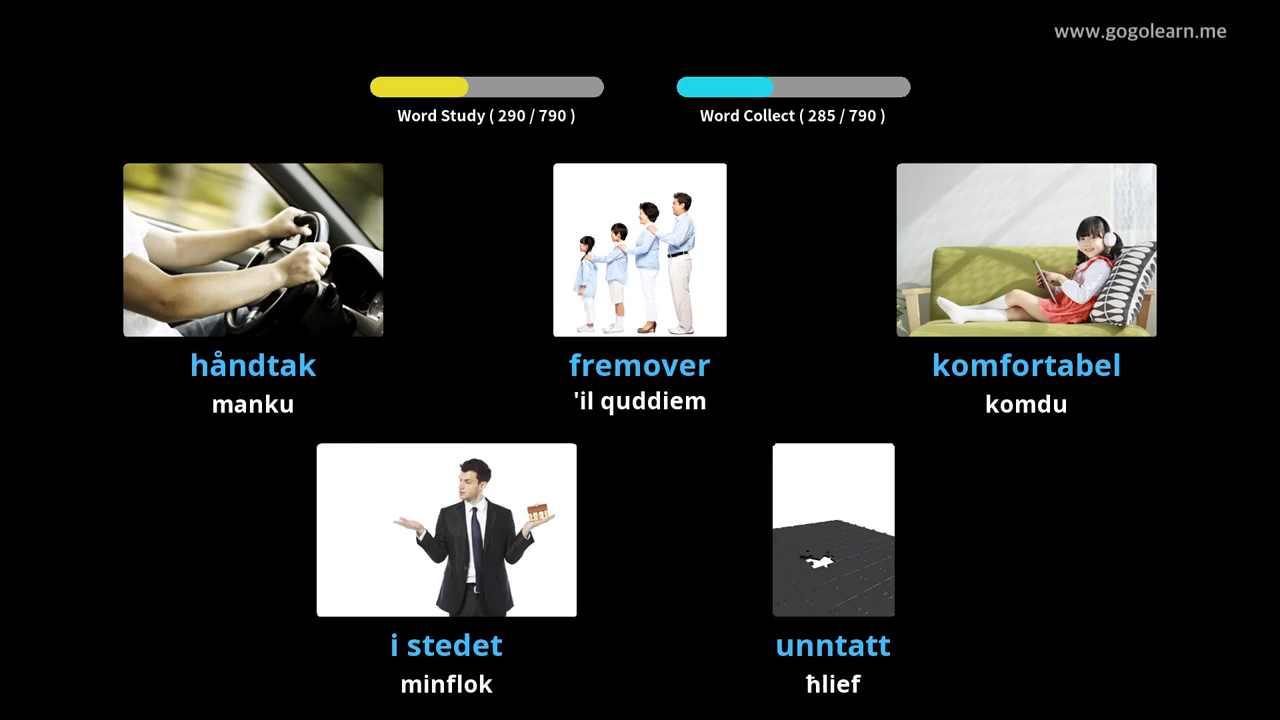 www.gogolearn.me
Word Study ( 290 / 790 )
Word Collect ( 285 / 790 )
håndtak
manku
fremover
'il quddiem
komfortabel
komdu
i stedet
minflok
unntatt
ħlief